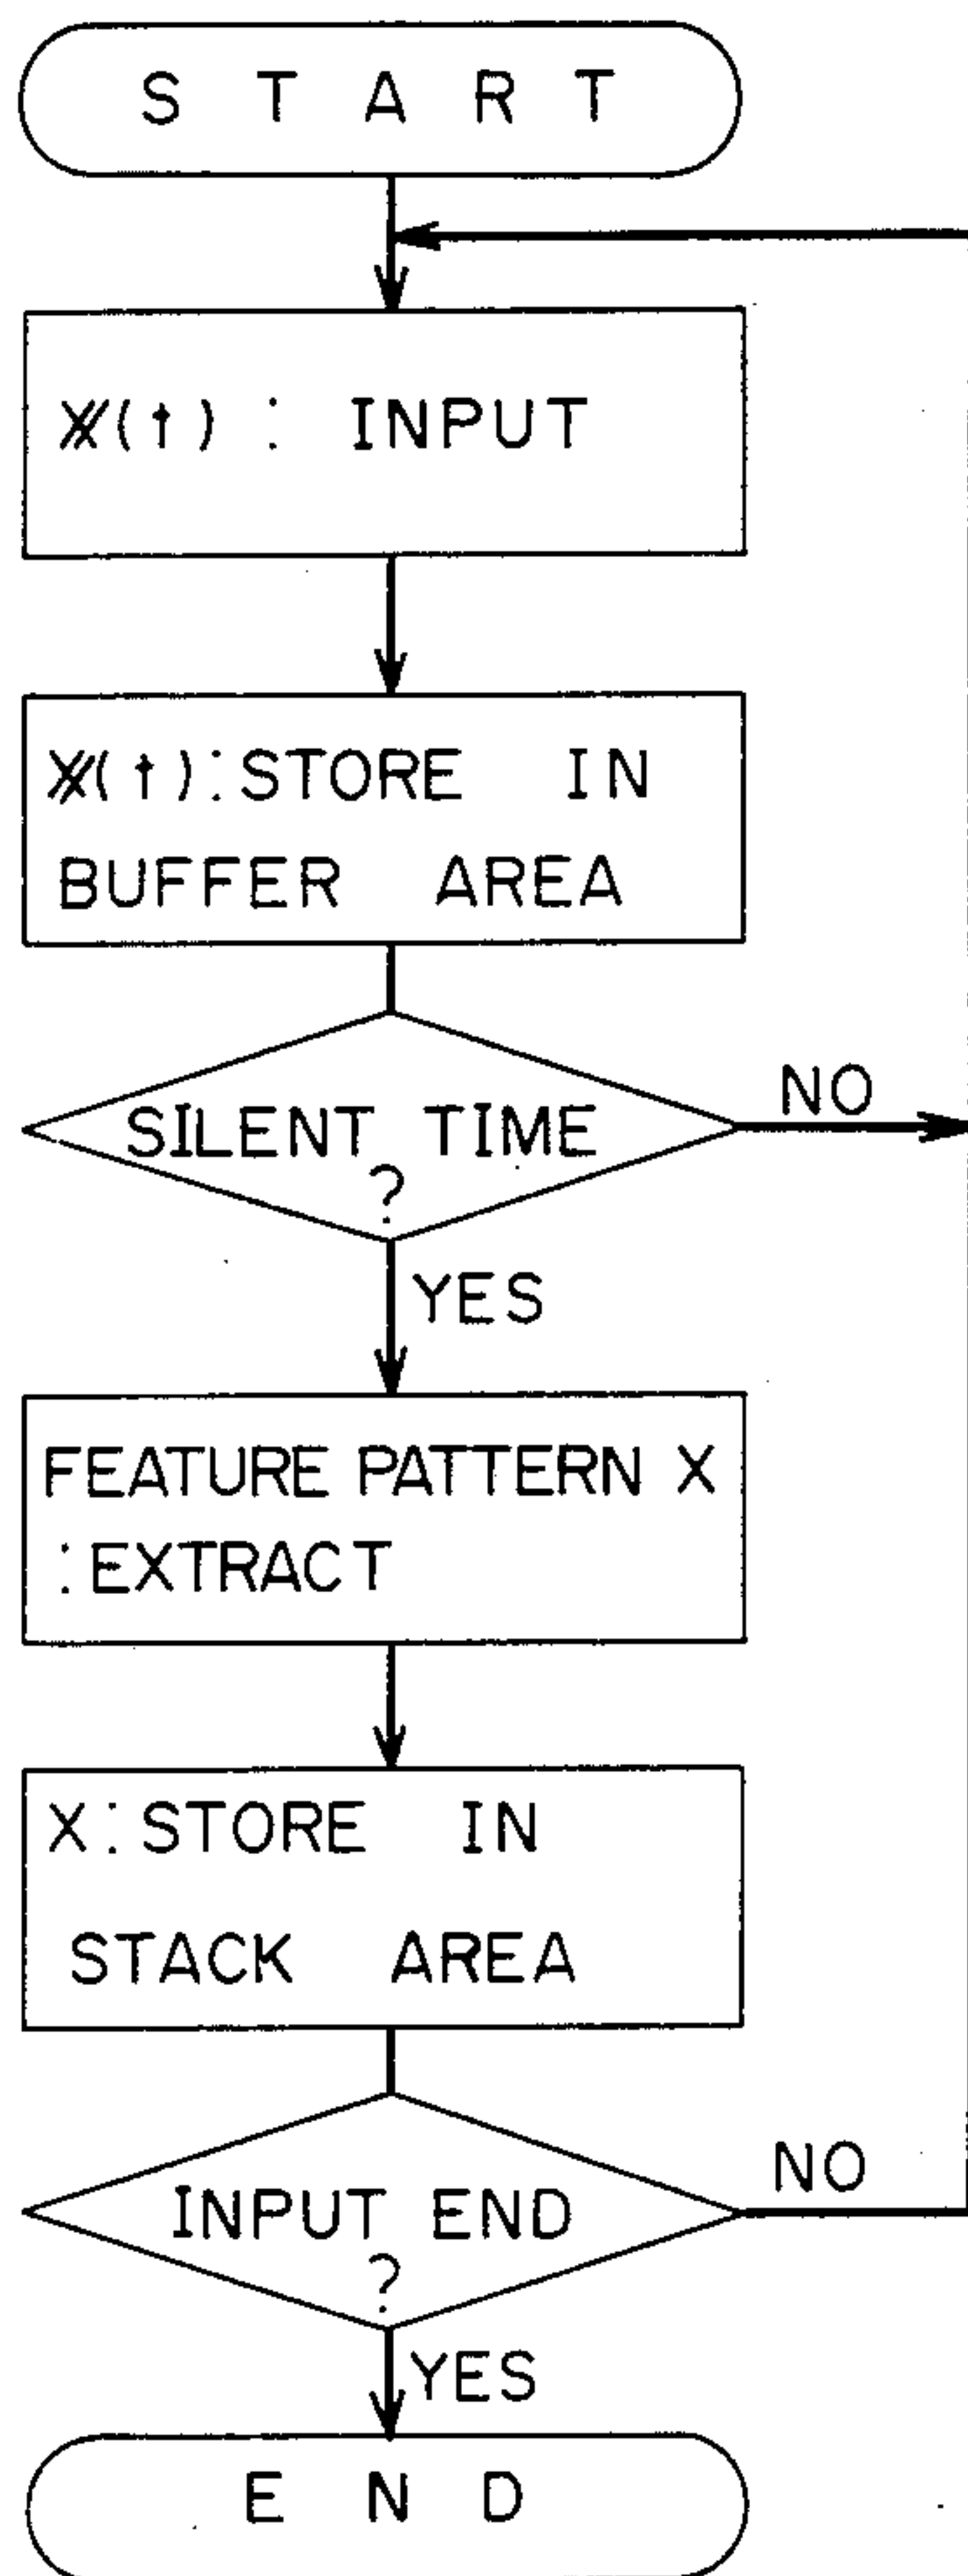 START
𝕏(t) : INPUT
𝕏(t):STORE IN
BUFFER AREA
NO
SILENT TIME
?
YES
FEATURE PATTERN X
:EXTRACT
X:STORE IN
STACK AREA
NO
INPUT END
?
YES
END